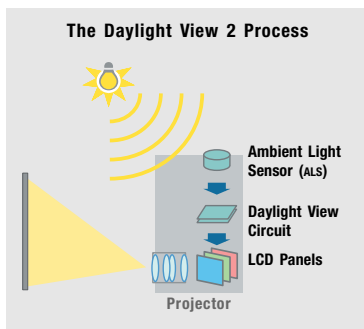 The Daylight View 2 Process
Ambient Light
Sensor (ALS)
Daylight View
Circuit
LCD Panels
Projector